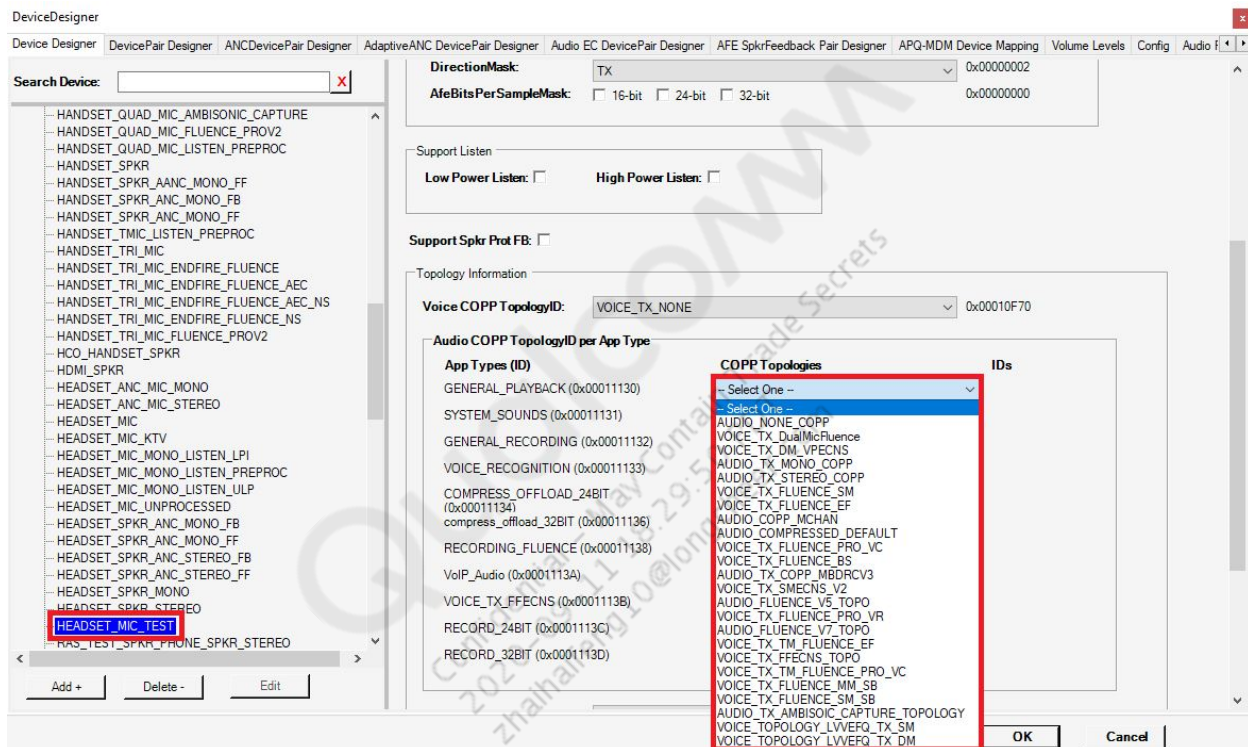 DeviceDesigner
x
Device Designer DevicePair Designer ANCDevicePair Designer AdaptiveANC DevicePair Designer Audio EC DevicePair Designer AFE SpkrFeedback Pair Designer APQ-MDM Device Mapping Volume Levels Config Audio
Search Device: X
HANDSET_QUAD_MIC_AMBISONIC_CAPTURE
HANDSET_QUAD_MIC_FLUENCE_PROV2
HANDSET_QUAD_MIC_LISTEN_PREPROC
HANDSET_SPKR
HANDSET_SPKR_AANC_MONO_FF
HANDSET_SPKR_ANC_MONO_FB
HANDSET_SPKR_ANC_MONO_FF
HANDSET_TMIC_LISTEN_PREPROC
HANDSET_TRI_MIC
HANDSET_TRI_MIC_ENDFIRE_FLUENCE
HANDSET_TRI_MIC_ENDFIRE_FLUENCE_AEC
HANDSET_TRI_MIC_ENDFIRE_FLUENCE_AEC_NS
HANDSET_TRI_MIC_ENDFIRE_FLUENCE_NS
HANDSET_TRI_MIC_FLUENCE_PROV2
HCO_HANDSET_SPKR
HDMI_SPKR
HEADSET_ANC_MIC_MONO
HEADSET_ANC_MIC_STEREO
HEADSET_MIC
HEADSET_MIC_KTV
HEADSET_MIC_MONO_LISTEN_LPI
HEADSET_MIC_MONO_LISTEN_PREPROC
HEADSET_MIC_MONO_LISTEN_ULP
HEADSET_MIC_UNPROCESSED
HEADSET_SPKR_ANC_MONO_FB
HEADSET_SPKR_ANC_MONO_FF
HEADSET_SPKR_ANC_STEREO_FB
HEADSET_SPKR_ANC_STEREO_FF
HEADSET_SPKR_MONO
HEADSET_SPKR_STEREO
HEADSET_MIC_TEST
RAS_TEST_SPKR_PHONE_SPKR_STEREO
Add + Delete - Edit
DirectionMask: TX 0x00000002
AfeBitsPerSampleMask: 16-bit 24-bit 32-bit 0x00000000
Support Listen
Low Power Listen: High Power Listen:
Support Spkr Prot FB:
Topology Information
Voice COPP TopologyID: VOICE_TX_NONE 0x00010F70
Audio COPP TopologyID per App Type
App Types (ID) COPP Topologies IDs
GENERAL_PLAYBACK (0x00011130)
SYSTEM_SOUNDS (0x00011131)
GENERAL_RECORDING (0x00011132)
VOICE_RECOGNITION (0x00011133)
COMPRESS_OFFLOAD_24BIT
(0x00011134)
compress_offload_32BIT (0x00011136)
RECORDING_FLUENCE (0x00011138)
VoIP_Audio (0x0001113A)
VOICE_TX_FFECNS (0x0001113B)
RECORD_24BIT (0x0001113C)
RECORD_32BIT (0x0001113D)
-- Select One --
-- Select One --
AUDIO_NONE_COPP
VOICE_TX_DualMicFluence
VOICE_TX_DM_VPECNS
AUDIO_TX_MONO_COPP
AUDIO_TX_STEREO_COPP
VOICE_TX_FLUENCE_SM
VOICE_TX_FLUENCE_EF
AUDIO_COPP_MCHAN
AUDIO_COMPRESSED_DEFAULT
VOICE_TX_FLUENCE_PRO_VC
VOICE_TX_FLUENCE_BS
AUDIO_TX_COPP_MBDRCV3
VOICE_TX_SMECNS_V2
AUDIO_FLUENCE_V5_TOPO
VOICE_TX_FLUENCE_PRO_VR
AUDIO_FLUENCE_V7_TOPO
VOICE_TX_TM_FLUENCE_EF
VOICE_TX_FFECNS_TOPO
VOICE_TX_TM_FLUENCE_PRO_VC
VOICE_TX_FLUENCE_MM_SB
VOICE_TX_FLUENCE_SM_SB
AUDIO_TX_AMBISOIC_CAPTURE_TOPOLOGY
VOICE_TOPOLOGY_LVVEFQ_TX_SM
VOICE_TOPOLOGY_LVVEFQ_TX_DM
OK Cancel
Qualcomm